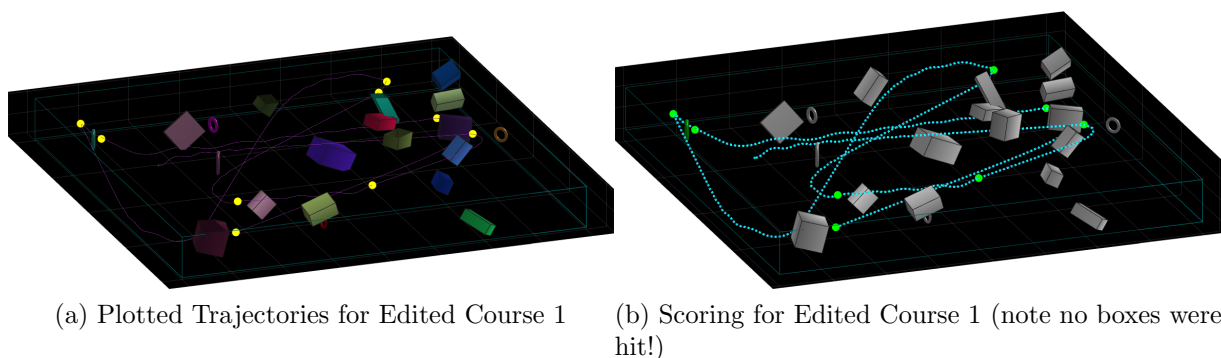 (a) Plotted Trajectories for Edited Course 1
(b) Scoring for Edited Course 1 (note no boxes were
hit!)